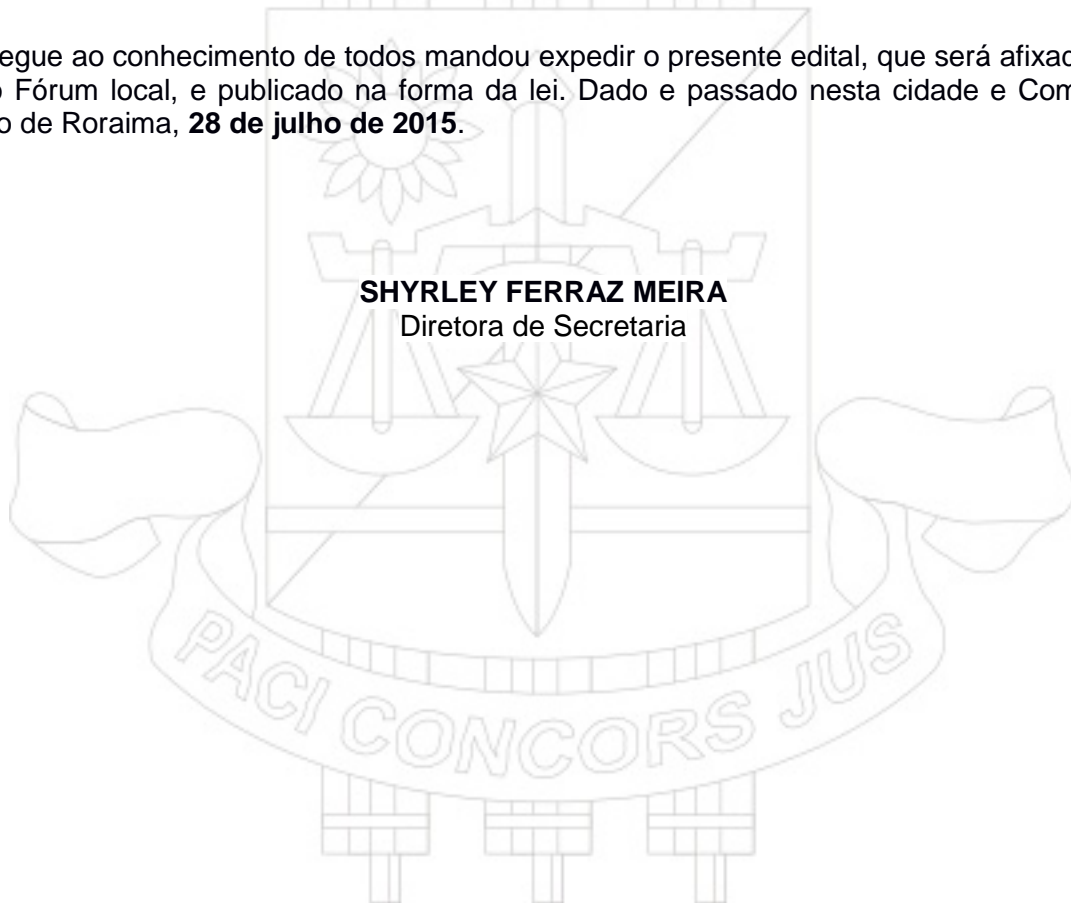 egue ao conhecimento de todos mandou expedir o presente edital, que será afixad
Fórum local, e publicado na forma da lei. Dado e passado nesta cidade e Com
o de Roraima, 28 de julho de 2015.
SHYRLEY FERRAZ MEIRA
Diretora de Secretaria
PACI CONCORS JUS